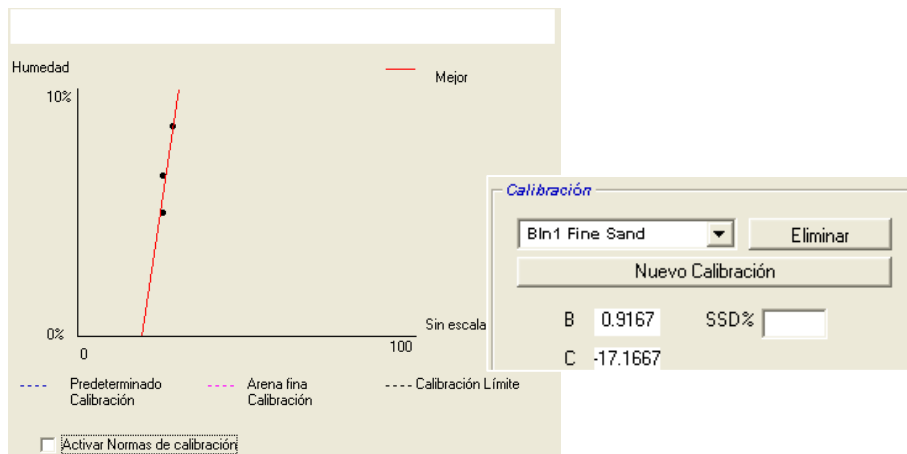 Humedad
Mejor
10%
0%
Sin escala
0
100
Predeterminado
Calibración
Arena fina
Calibración
Calibración Límite
Activar Normas de calibración
Calibración
BIn1 Fine Sand
Eliminar
Nuevo Calibración
B 0.9167 SSD%
C -17.1667